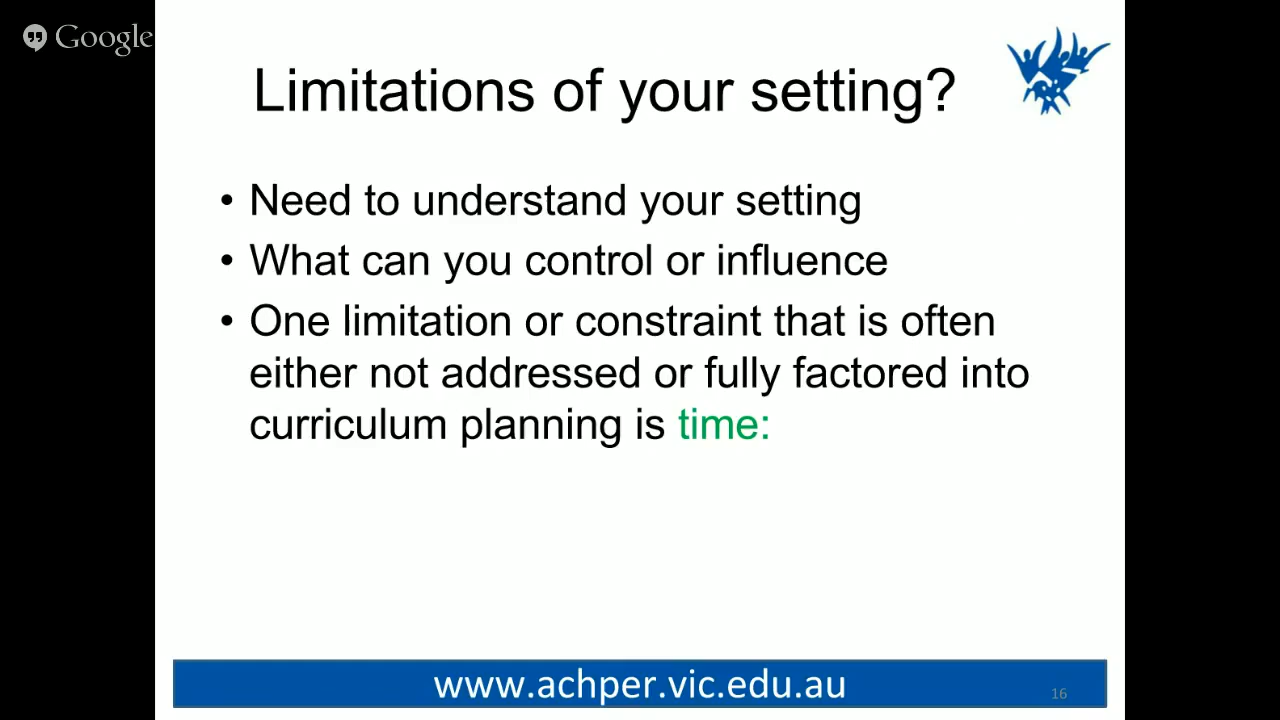 Google
Limitations of your setting?
• Need to understand your setting
• What can you control or influence
• One limitation or constraint that is often
either not addressed or fully factored into
curriculum planning is time:
www.achper.vic.edu.au
16